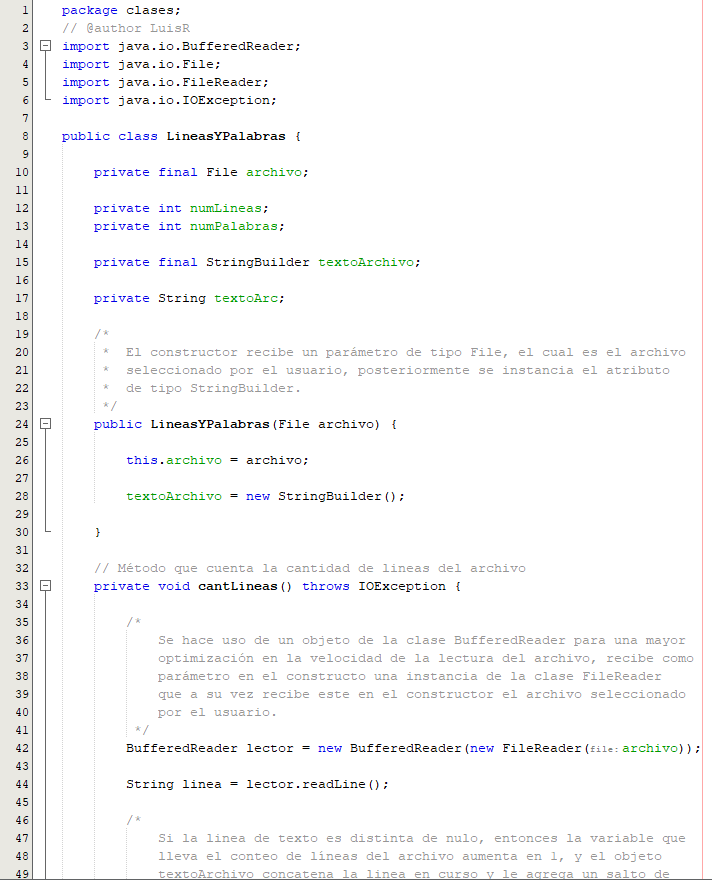 1 package clases;
2 // @author LuisR
3 import java.io.BufferedReader;
4 import java.io.File;
5 import java.io.FileReader;
6 import java.io.IOException;
7
8 public class LineasYPalabras {
9
10 private final File archivo;
11
12 private int numLineas;
13 private int numPalabras;
14
15 private final StringBuilder textoArchivo;
16
17 private String textoArc;
18
19 /*
20 * El constructor recibe un parámetro de tipo File, el cual es el archivo
21 * seleccionado por el usuario, posteriormente se instancia el atributo
22 * de tipo StringBuilder.
23 */
24 public LineasYPalabras(File archivo) {
25
26 this.archivo = archivo;
27
28 textoArchivo = new StringBuilder();
29
30 }
31
32 // Método que cuenta la cantidad de lineas del archivo
33 private void cantLineas() throws IOException {
34
35 /*
36 Se hace uso de un objeto de la clase BufferedReader para una mayor
37 optimización en la velocidad de la lectura del archivo, recibe como
38 parámetro en el constructo una instancia de la clase FileReader
39 que a su vez recibe este en el constructor el archivo seleccionado
40 por el usuario.
41 */
42 BufferedReader lector = new BufferedReader(new FileReader(file: archivo));
43
44 String linea = lector.readLine();
45
46 /*
47 Si la linea de texto es distinta de nulo, entonces la variable que
48 lleva el conteo de líneas del archivo aumenta en 1, y el objeto
49 textoArchivo concatena la linea en curso y le agrega un salto de